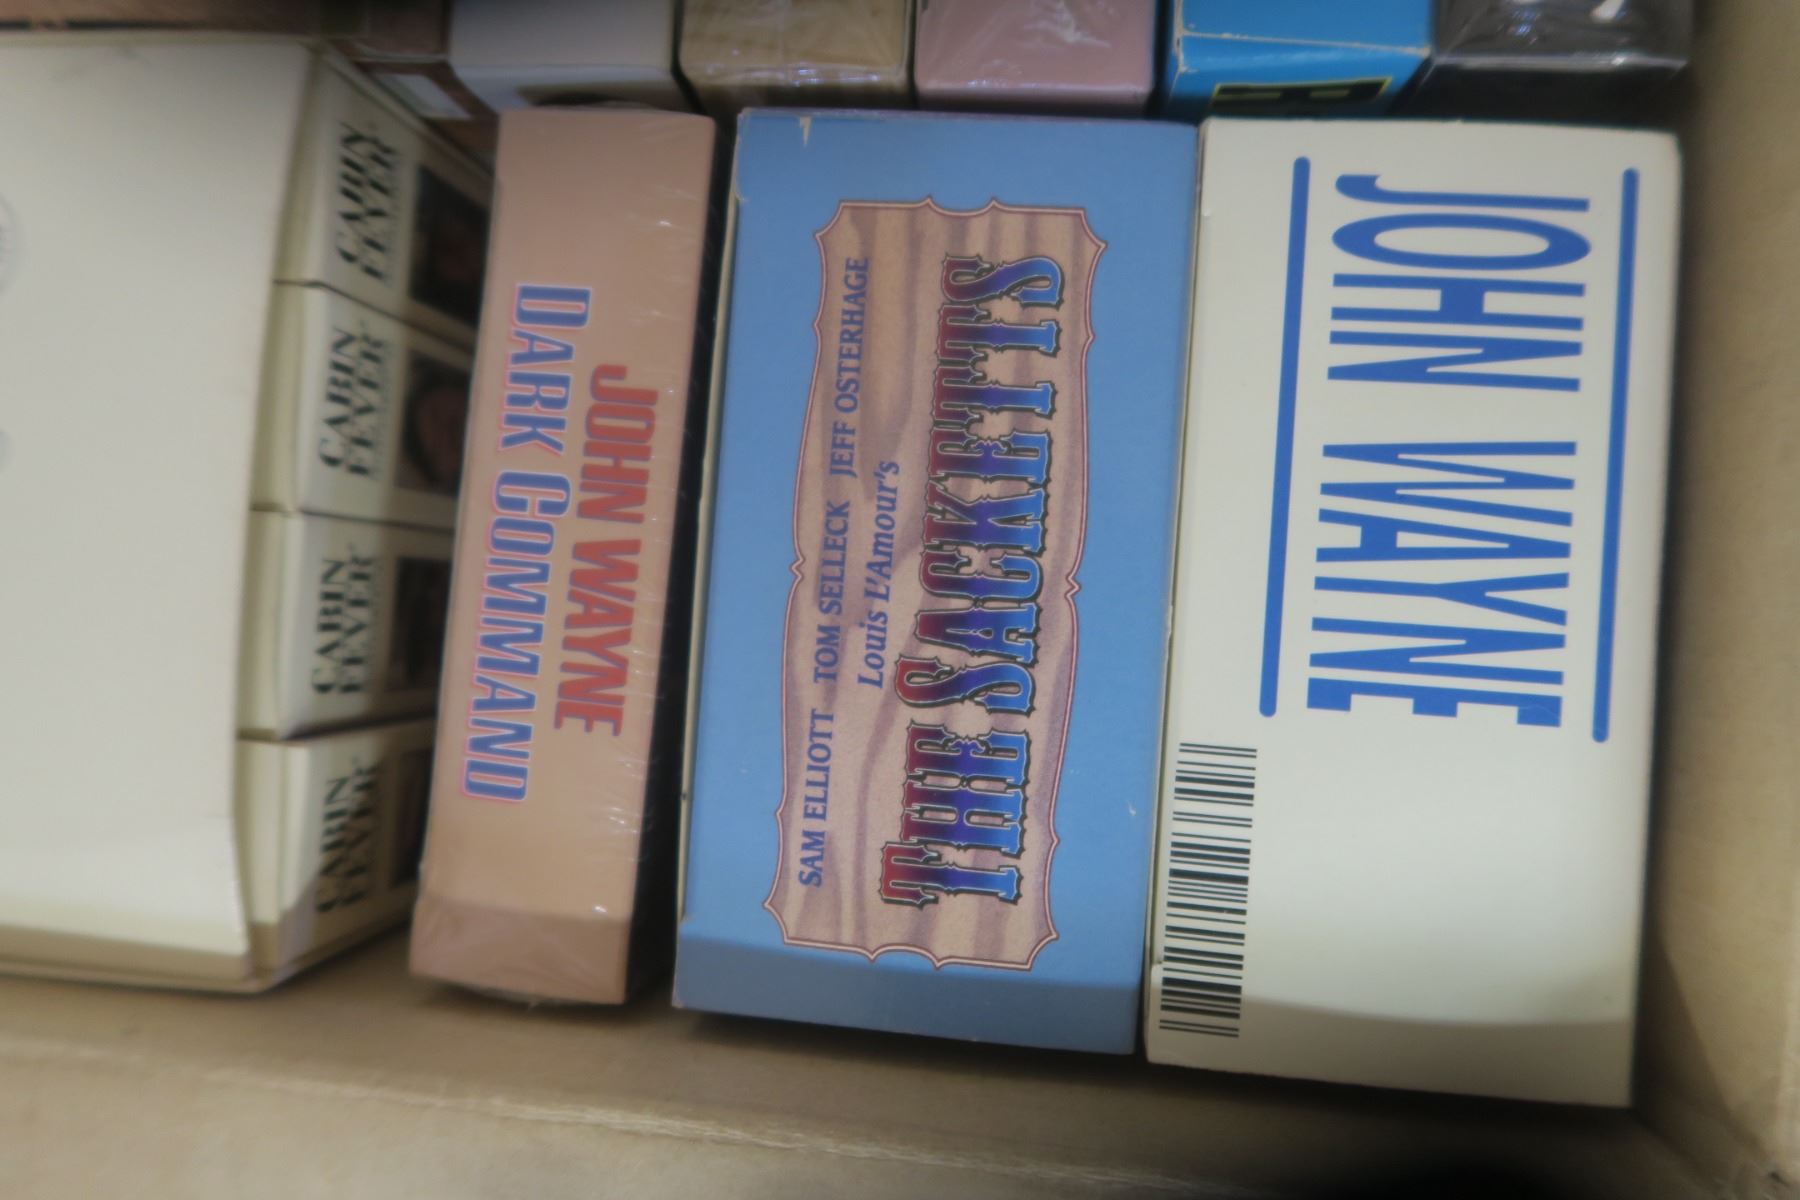 CABIN
FEVER
CABIN
FEVER
CABIN
FEVER
CABIN
FEVER
JOHN WAYNE
DARK COMMAND
SAM ELLIOTT TOM SELLECK JEFF OSTERHAGE
Louis L'Amour's
THE SACKETTS
JOHN WAYNE